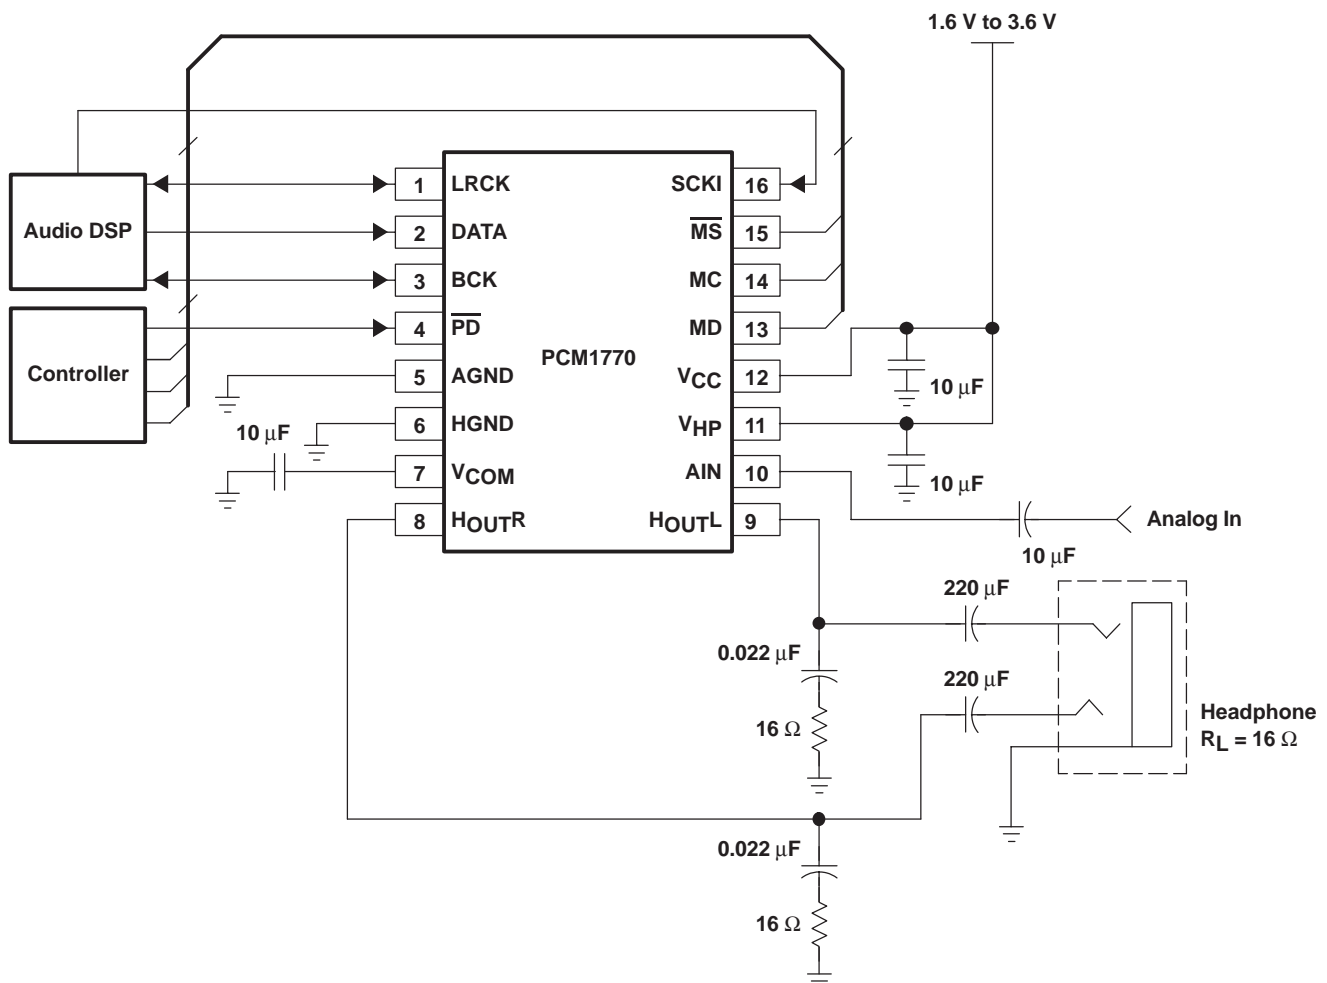 1.6 V to 3.6 V
Audio DSP
Controller
1 LRCK
2 DATA
3 BCK
4 PD
5 AGND
6 HGND
7 VCOM
8 HOUTR
PCM1770
SCKI 16
MS 15
MC 14
MD 13
VCC 12
VHP 11
AIN 10
HOUTL 9
10 μF
10 μF
10 μF
Analog In
10 μF
220 μF
0.022 μF
220 μF
16 Ω
Headphone
RL = 16 Ω
0.022 μF
16 Ω